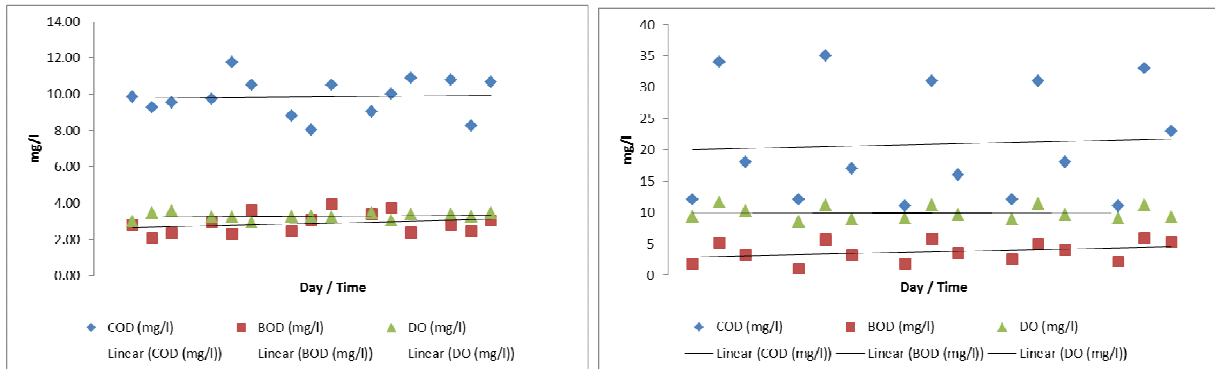 14.00
12.00
10.00
8.00
6.00
4.00
2.00
0.00
mg/l
Day / Time
COD (mg/l) BOD (mg/l) DO (mg/l)
Linear (COD (mg/l)) Linear (BOD (mg/l)) Linear (DO (mg/l))
40
35
30
25
20
15
10
5
0
mg/l
Day / Time
COD (mg/l) BOD (mg/l) DO (mg/l)
Linear (COD (mg/l)) Linear (BOD (mg/l)) Linear (DO (mg/l))